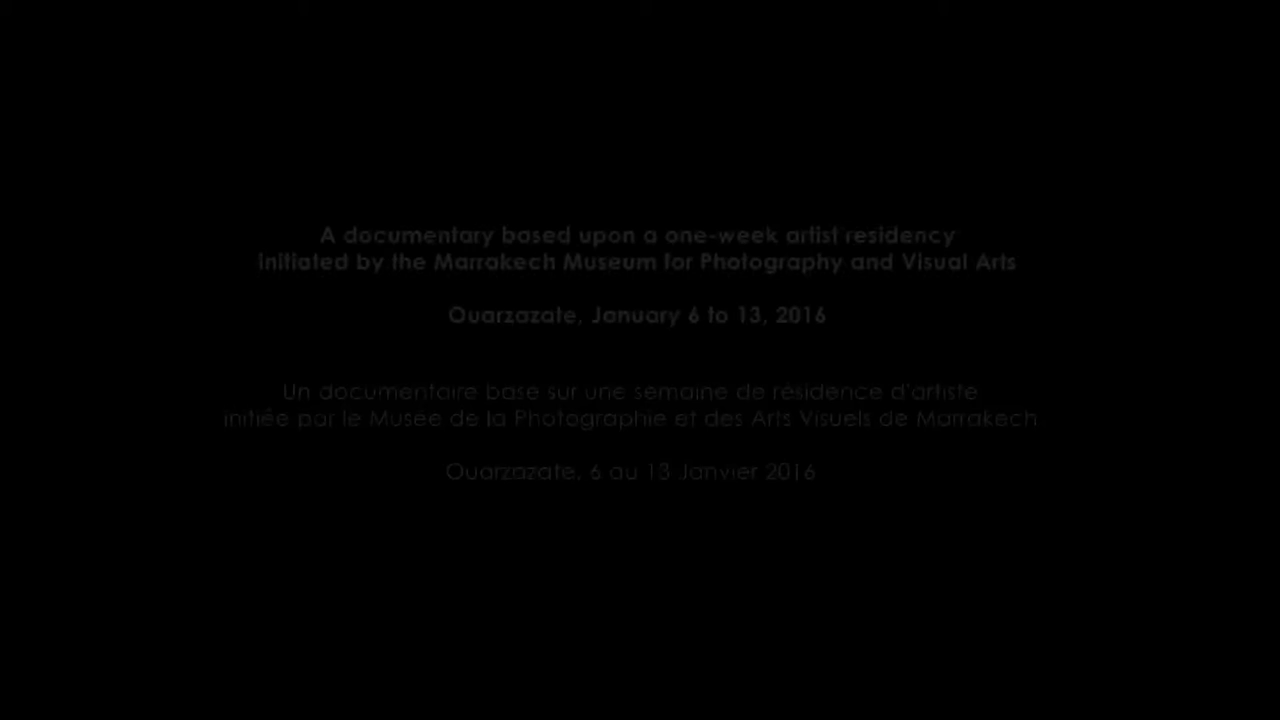 A documentary based upon a one-week artist residency
initiated by the Marrakech Museum for Photography and Visual Arts
Ouarzazate, January 6 to 13, 2016
Un documentaire basé sur une semaine de résidence d'artiste
initiée par le Musée de la Photographie et des Arts Visuels de Marrakech
Ouarzazate, 6 au 13 Janvier 2016